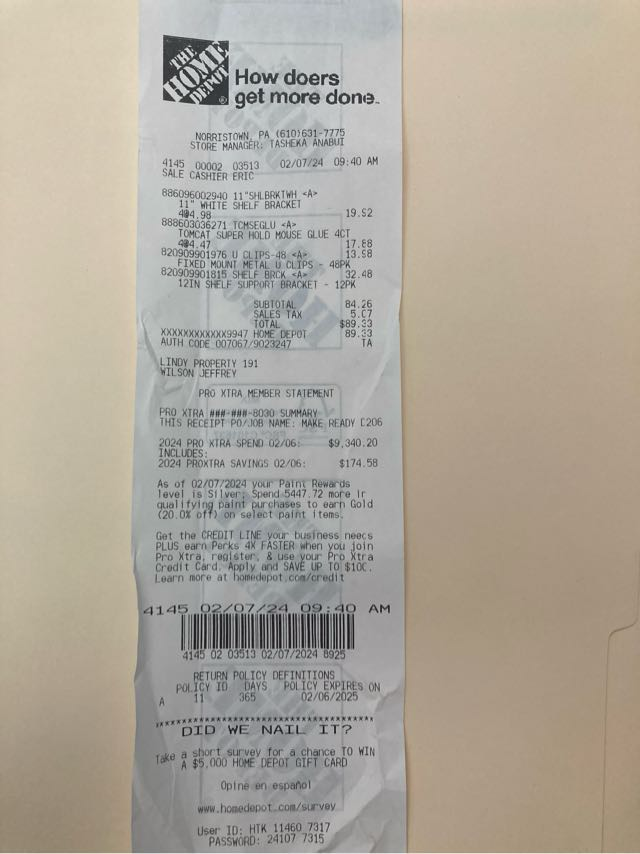 THE
HOME
DEPOT
How doers
get more done.
NORRISTOWN, PA (610)631-7775
STORE MANAGER: TASHEKA ANABUI
4145 00002 03513 02/07/24 09:40 AM
SALE CASHIER ERIC
886096002940 11"SHLBRKTWH <A>
11" WHITE SHELF BRACKET
4@4.98 19.92
888603036271 TCMSEGLU <A>
TOMCAT SUPER HOLD MOUSE GLUE 4CT
4@4.47 17.88
820909901976 U CLIPS-48 <A> 13.98
FIXED MOUNT METAL U CLIPS - 48PK
820909901815 SHELF BRCK <A> 32.48
12IN SHELF SUPPORT BRACKET - 12PK
SUBTOTAL 84.26
SALES TAX 5.07
TOTAL $89.33
XXXXXXXXXXXX9947 HOME DEPOT 89.33
AUTH CODE 007067/9023247 TA
LINDY PROPERTY 191
WILSON JEFFREY
PRO XTRA MEMBER STATEMENT
PRO XTRA ###-###-8030 SUMMARY
THIS RECEIPT PO/JOB NAME: MAKE READY C206
2024 PRO XTRA SPEND 02/06: $9,340.20
INCLUDES:
2024 PROXTRA SAVINGS 02/06: $174.58
As of 02/07/2024 your Paint Rewards
level is Silver; Spend 5447.72 more in
qualifying paint purchases to earn Gold
(20.0% off) on select paint items.
Get the CREDIT LINE your business needs
PLUS earn Perks 4X FASTER when you join
Pro Xtra, register, & use your Pro Xtra
Credit Card. Apply and SAVE UP TO $100.
Learn more at homedepot.com/credit
4145 02/07/24 09:40 AM
4145 02 03513 02/07/2024 8925
RETURN POLICY DEFINITIONS
POLICY ID DAYS POLICY EXPIRES ON
A 11 365 02/06/2025
DID WE NAIL IT?
Take a short survey for a chance TO WIN
A $5,000 HOME DEPOT GIFT CARD
Opine en español
www.homedepot.com/survey
User ID: HTK 11460 7317
PASSWORD: 24107 7315